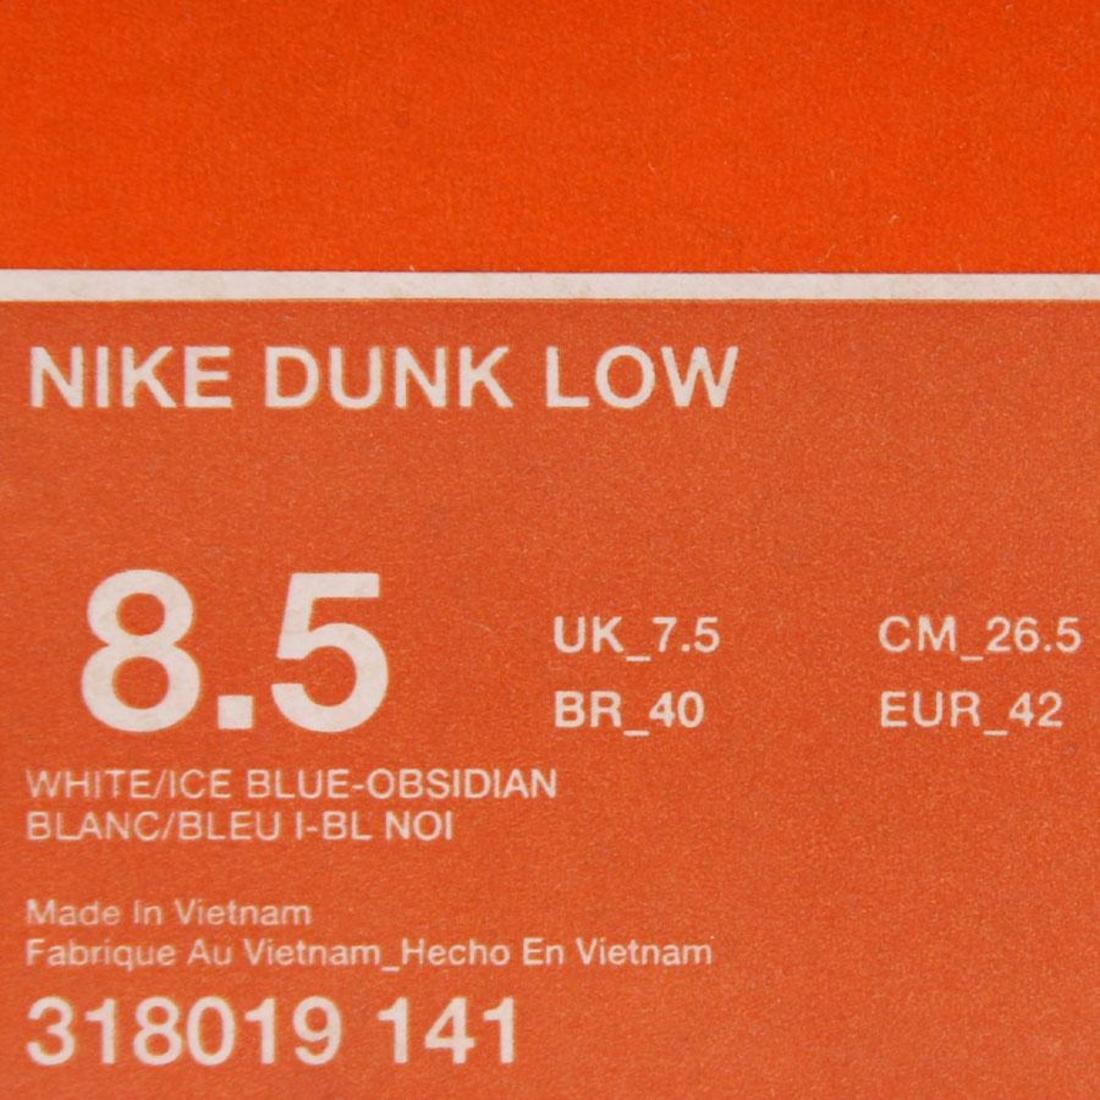 NIKE DUNK LOW
8.5
UK_7.5 CM_26.5
BR_40 EUR_42
WHITE/ICE BLUE-OBSIDIAN
BLANC/BLEU I-BL NOI
Made In Vietnam
Fabrique Au Vietnam_Hecho En Vietnam
318019 141